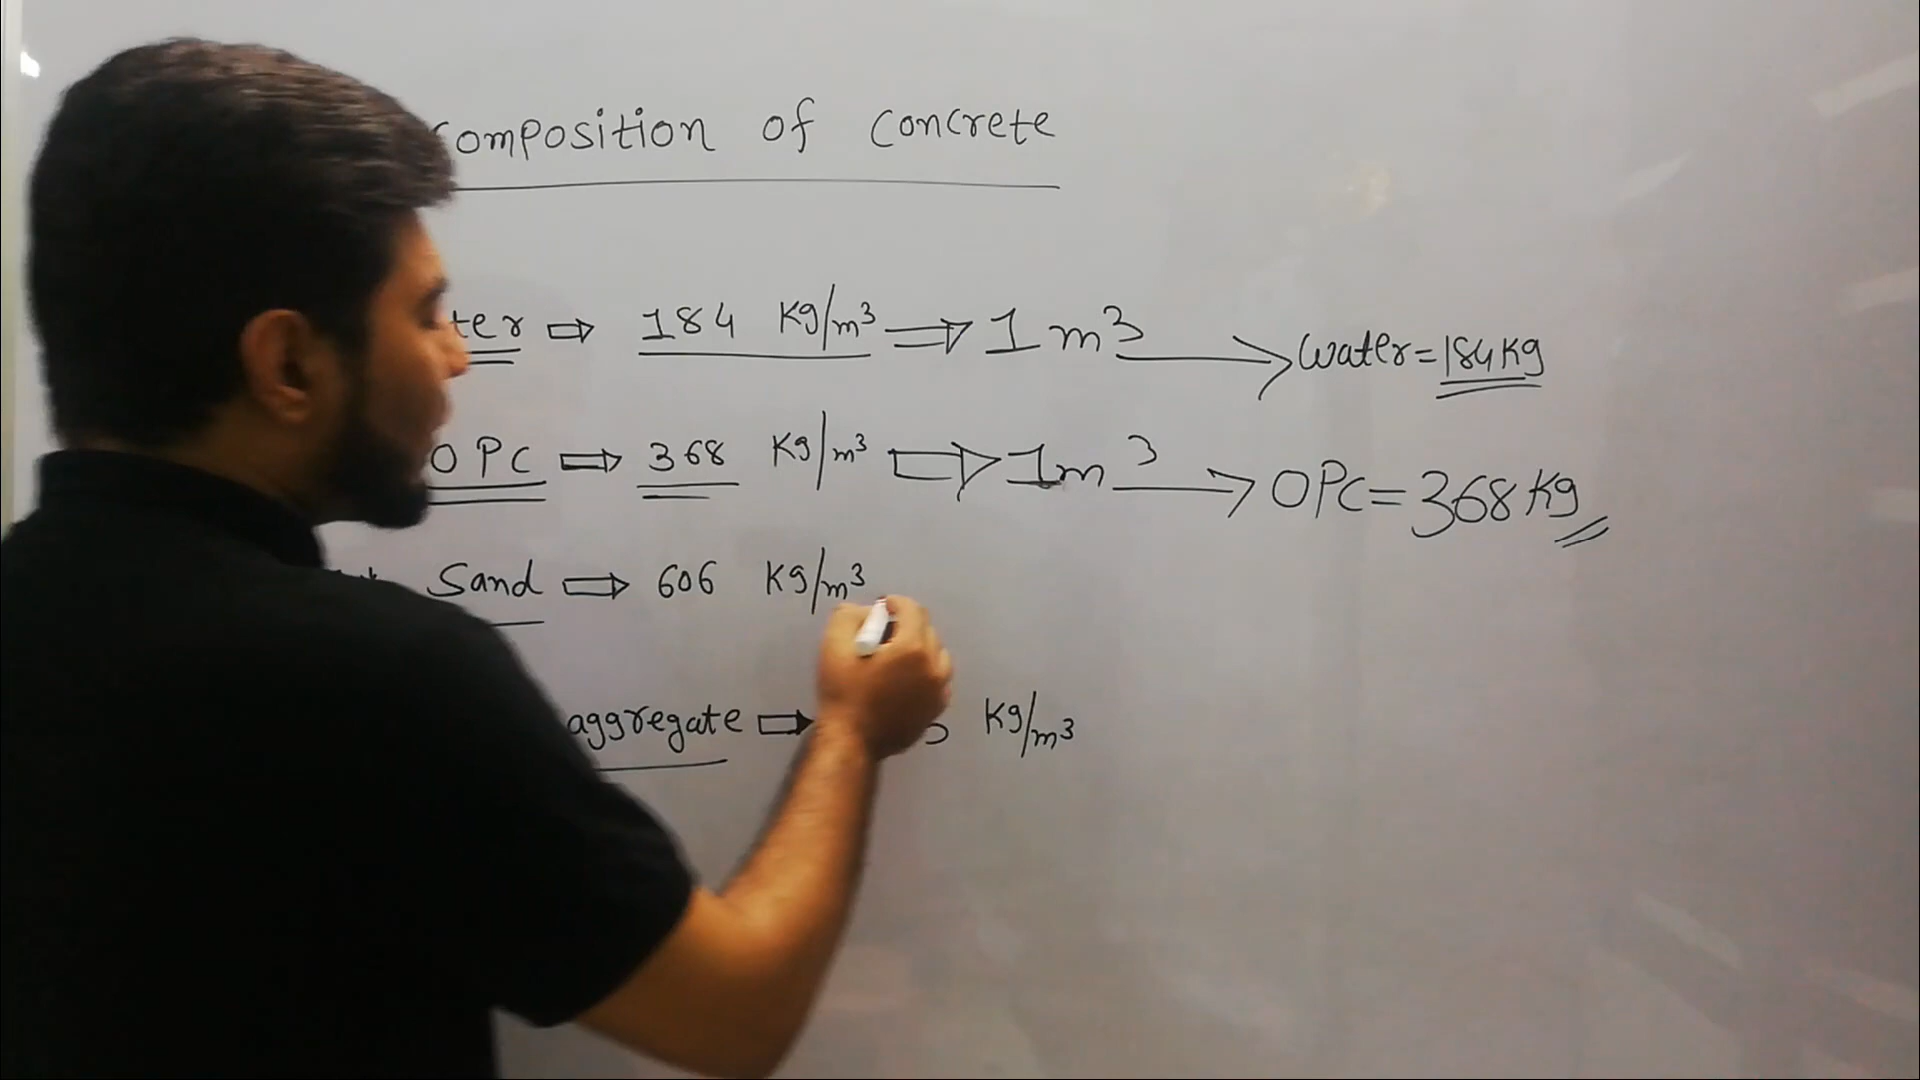 composition of concrete
ter ⇒ 184 Kg/m³ ⇒ 1 m³ → water = 184 Kg
OPC ⇒ 368 Kg/m³ ⇒ 1m³ → OPC = 368 Kg
Sand ⇒ 606 Kg/m³
aggregate ⇒ Kg/m³